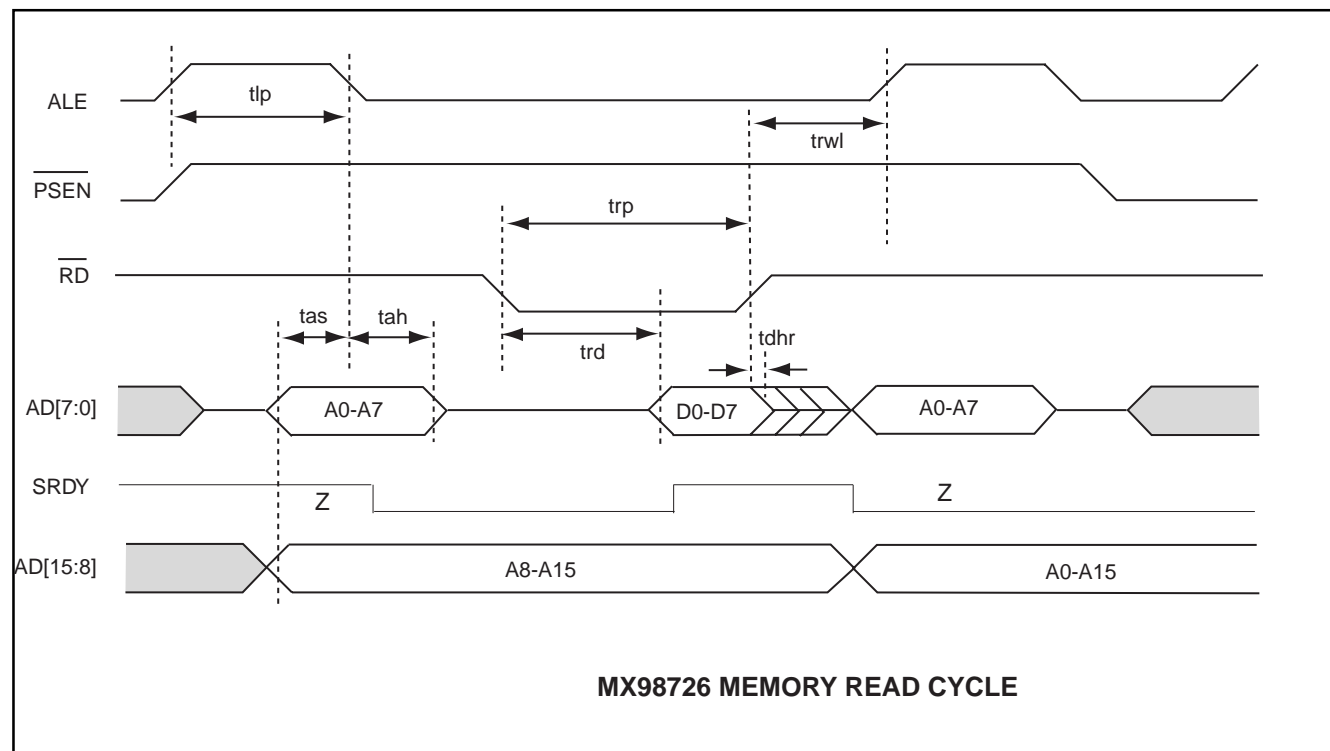 ALE
tlp
trwl
PSEN
trp
RD
tas
tah
trd
tdhr
AD[7:0]
A0-A7
D0-D7
A0-A7
SRDY
Z
Z
AD[15:8]
A8-A15
A0-A15
MX98726 MEMORY READ CYCLE